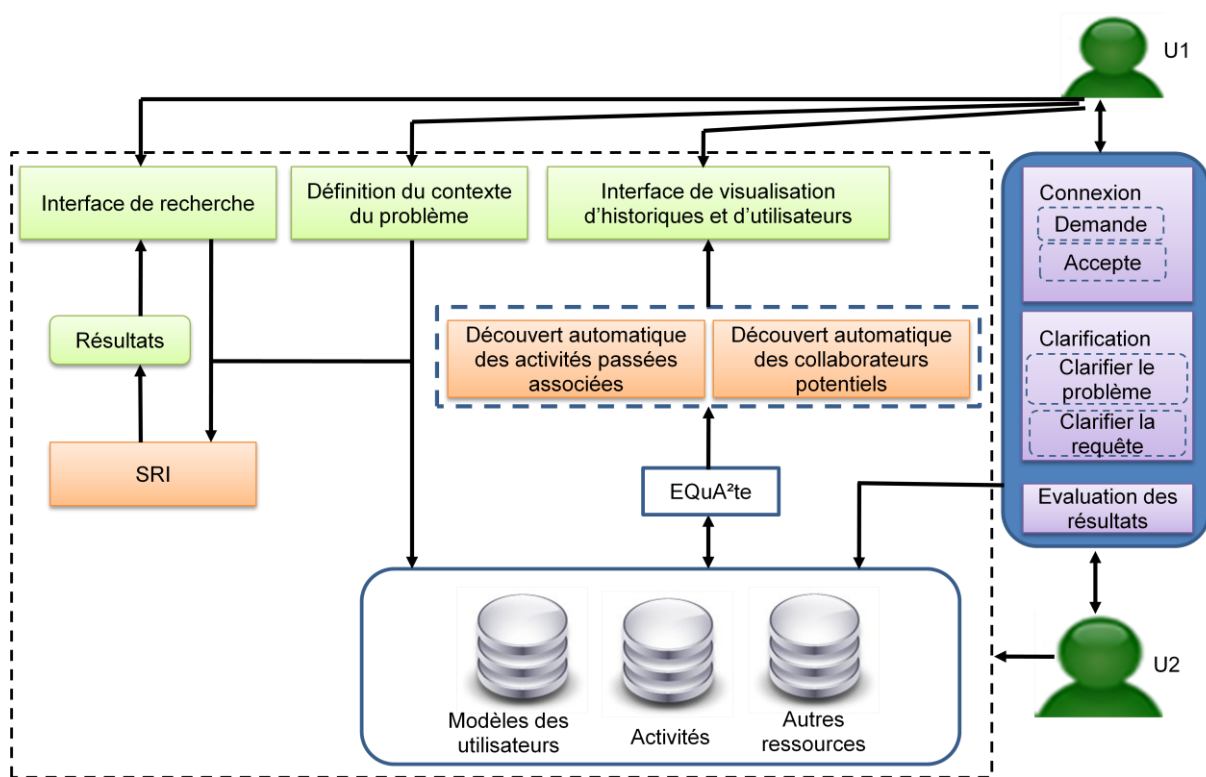 U1
Interface de recherche
Définition du contexte
du problème
Interface de visualisation
d'historiques et d'utilisateurs
Connexion
Demande
Accepte
Résultats
Découvert automatique
des activités passées
associées
Découvert automatique
des collaborateurs
potentiels
Clarification
Clarifier le
problème
Clarifier la
requête
SRI
EQuA²te
Evaluation des
résultats
U2
Modèles des
utilisateurs
Activités
Autres
ressources